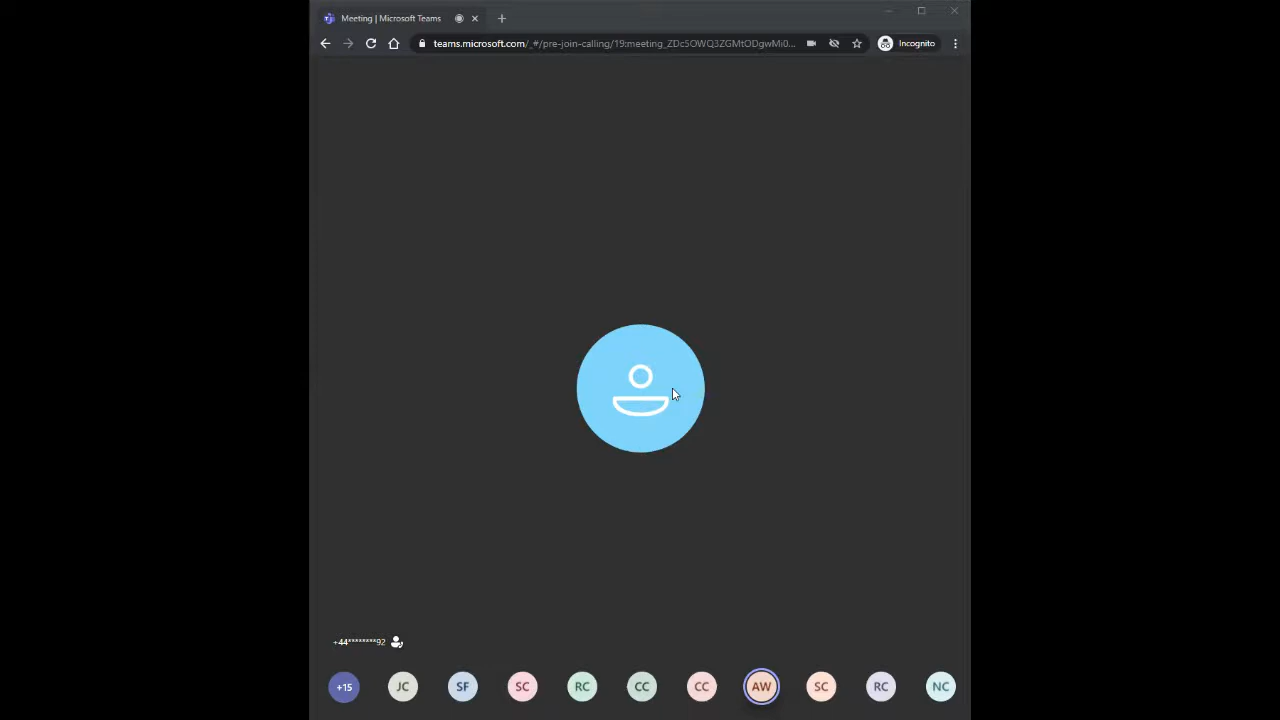 Meeting | Microsoft Teams
teams.microsoft.com/_#/pre-join-calling/19:meeting_ZDc5OWQ3ZGMtODgwMi0...
Incognito
+44********92
+15 JC SF SC RC CC CC AW SC RC NC